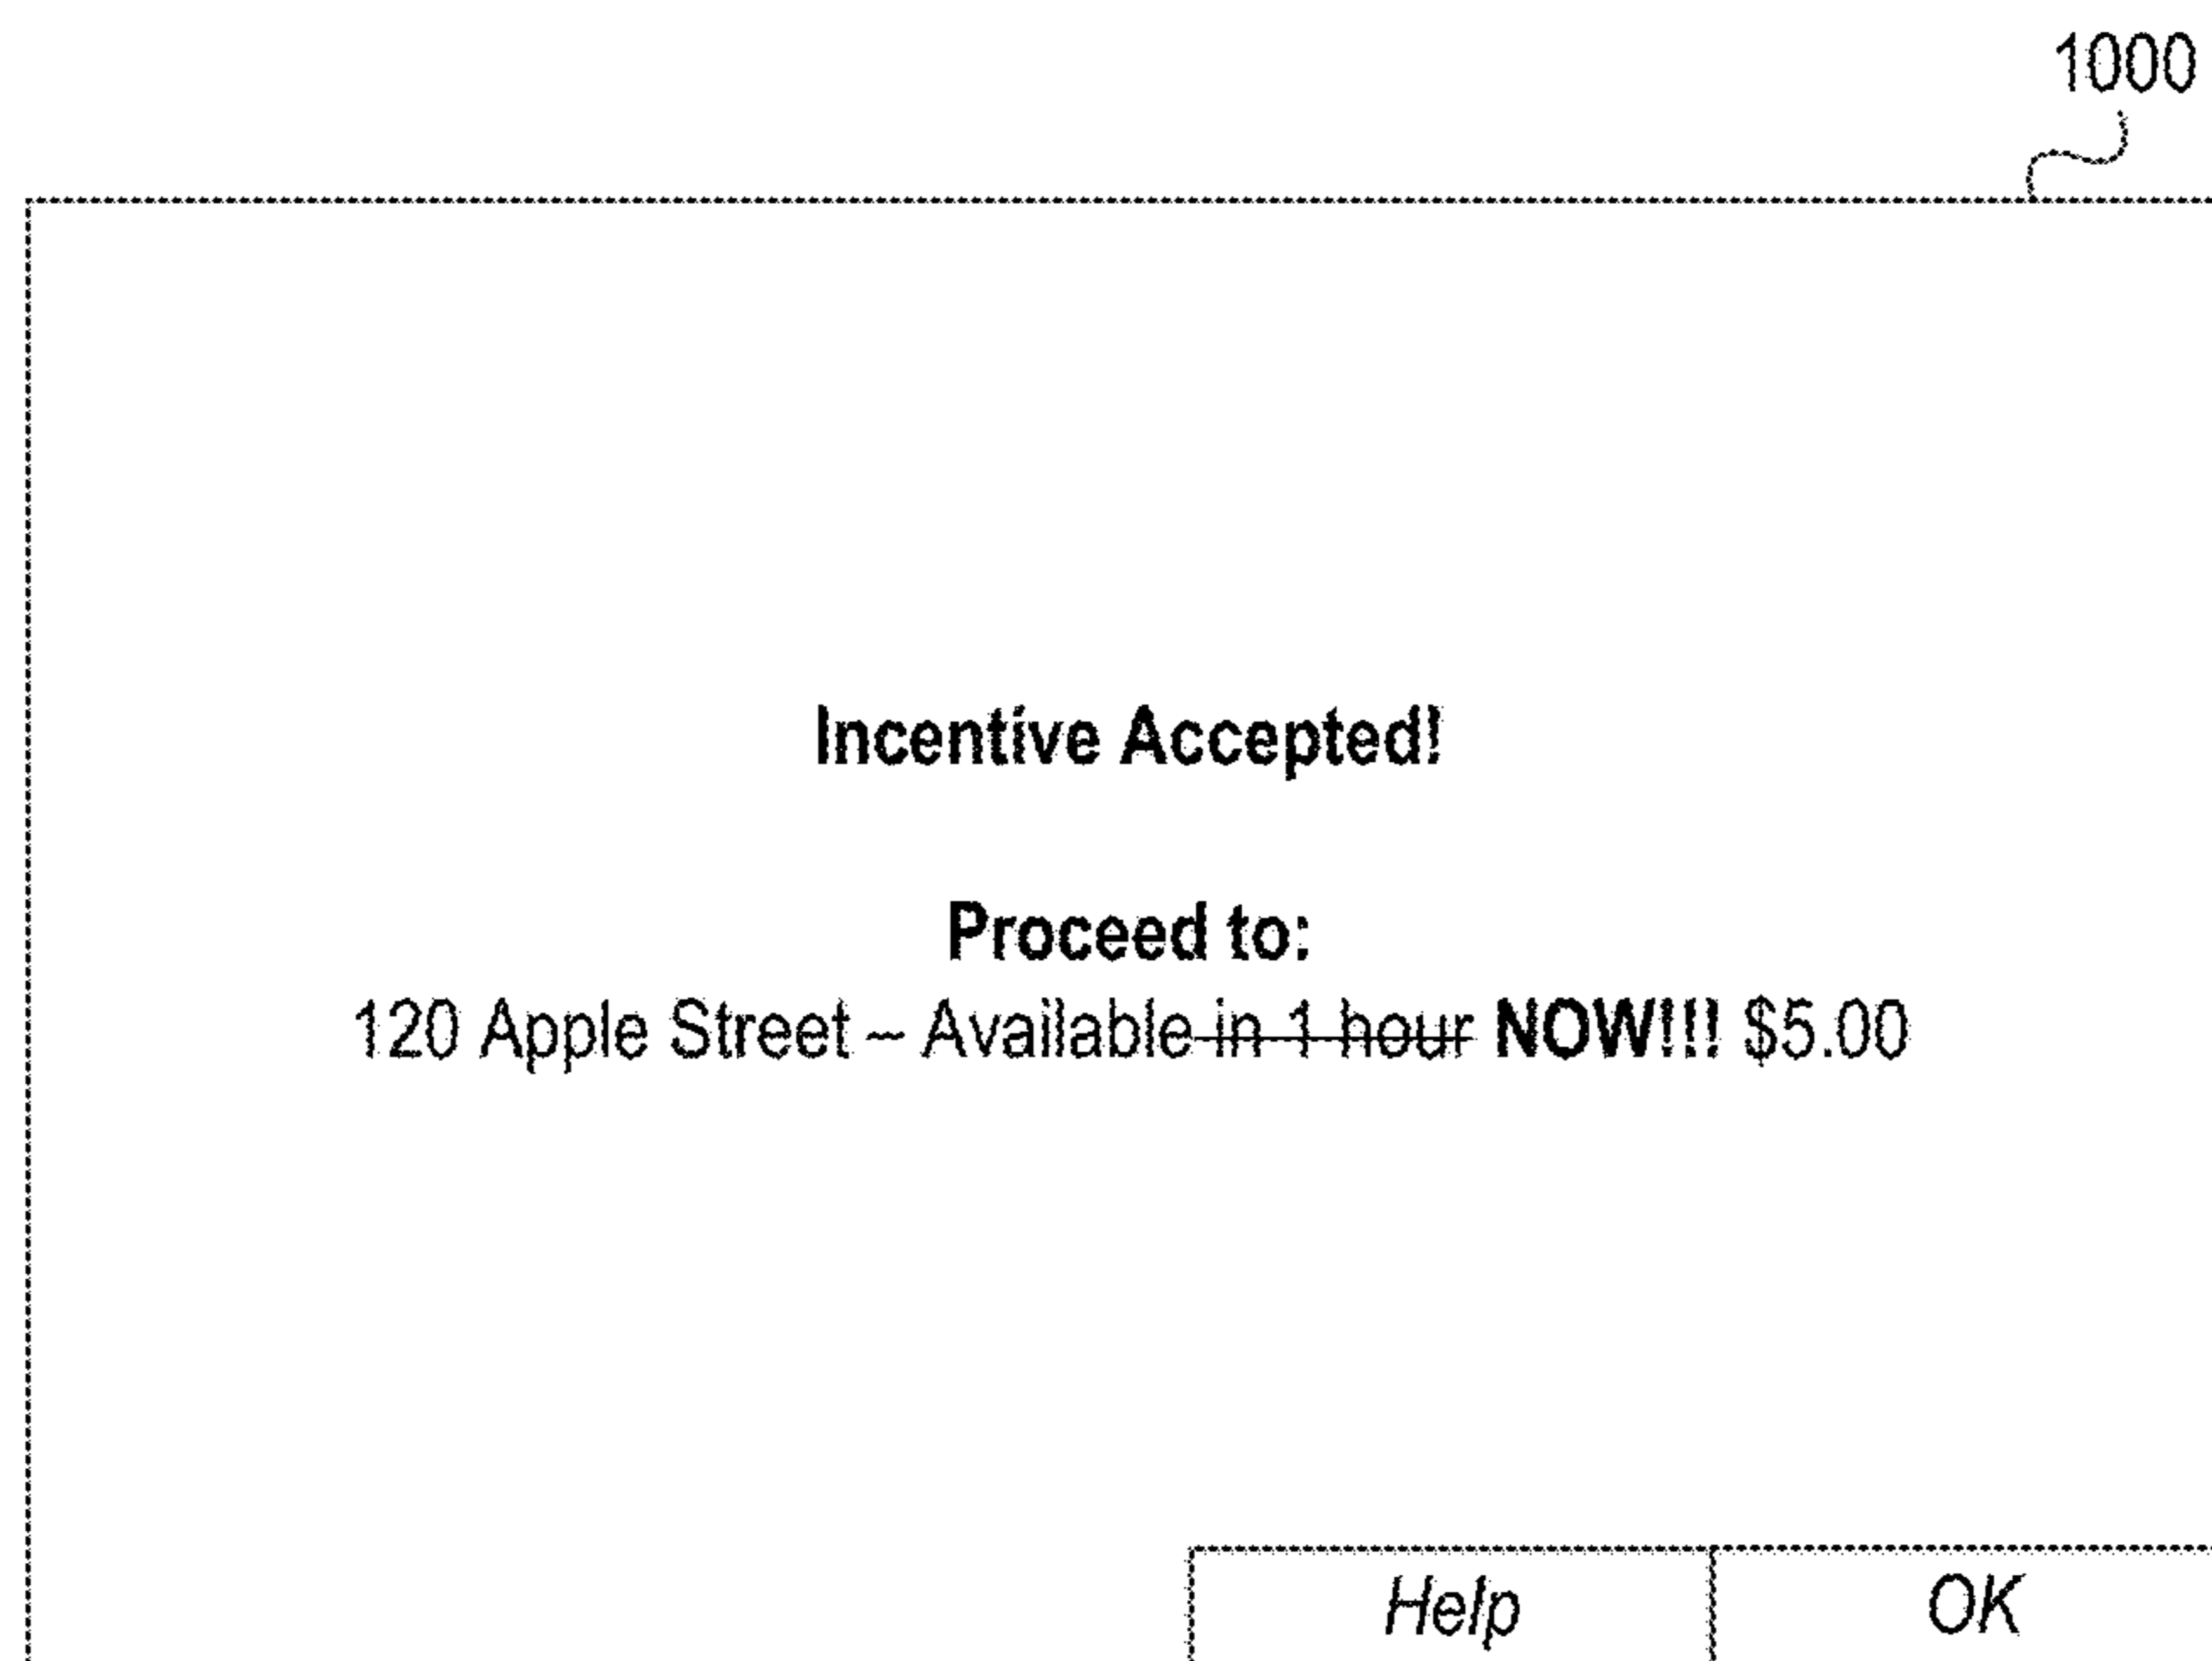 1000
Incentive Accepted!
Proceed to:
120 Apple Street – Available in 1 hour NOW!!! $5.00
Help OK